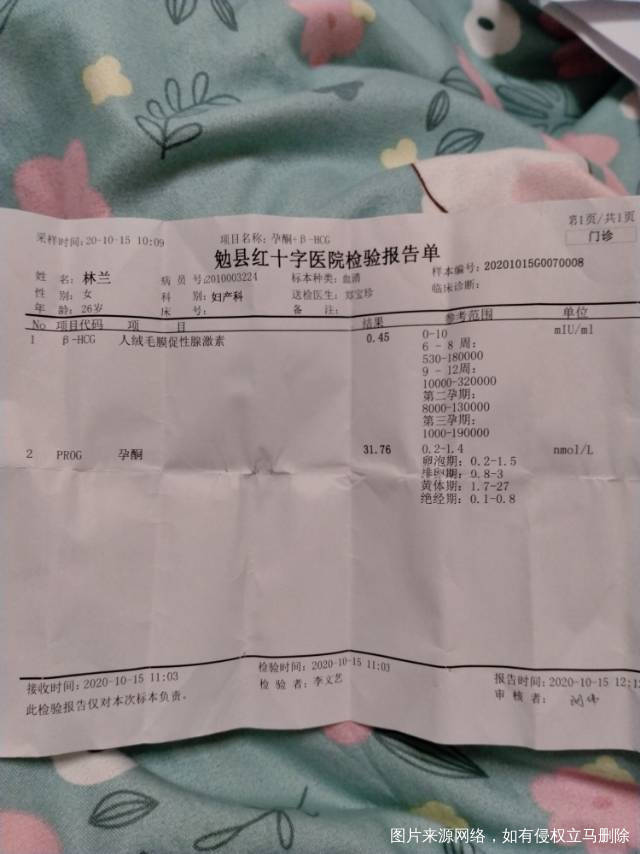 第1页/共1页
采样时间:20-10-15 10:09 项目名称:孕酮+β-HCG 门诊
勉县红十字医院检验报告单
姓 名:林兰 病员号:2010003224 标本种类:血清 样本编号:20201015G0070008
性 别:女 科 别:妇产科 送检医生:郑宝珍 临床诊断:
年 龄:26岁 床 号: 备 注:
No 项目代码 项 目 结果 参考范围 单位
1 β-HCG 人绒毛膜促性腺激素 0.45 0-10 mIU/ml
6 - 8 周:
530-180000
9 - 12周:
10000-320000
第二孕期:
8000-130000
第三孕期:
1000-190000
2 PROG 孕酮 31.76 0.2-1.4 nmol/L
卵泡期:0.2-1.5
排卵期:0.8-3
黄体期:1.7-27
绝经期:0.1-0.8
接收时间:2020-10-15 11:03 检验时间:2020-10-15 11:03 报告时间:2020-10-15 12:12
此检验报告仅对本次标本负责。 检 验 者:李文艺 审 核 者:
图片来源网络，如有侵权立马删除